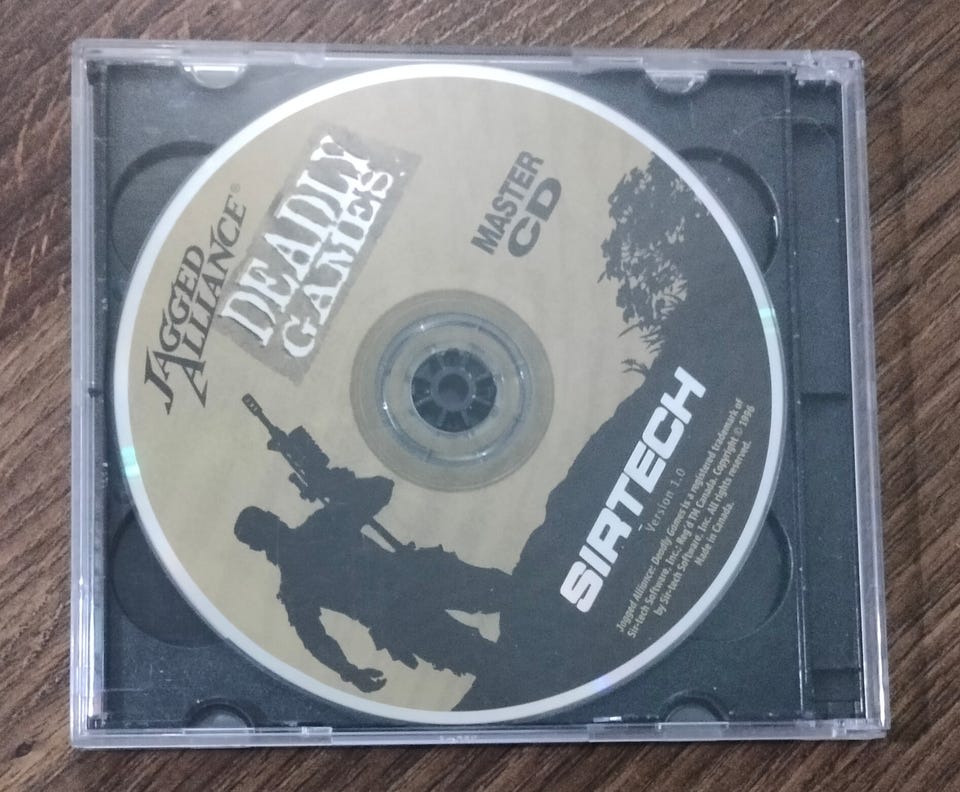 JAGGED
ALLIANCE®
DEADLY
GAMES
MASTER
CD
SIRTECH
Version 1.0
Jagged Alliance: Deadly Games is a registered trademark of
Sir-tech Software, Inc.; Reg'd TM Canada. Copyright © 1996
by Sir-tech Software, Inc. All rights reserved.
Made in Canada.